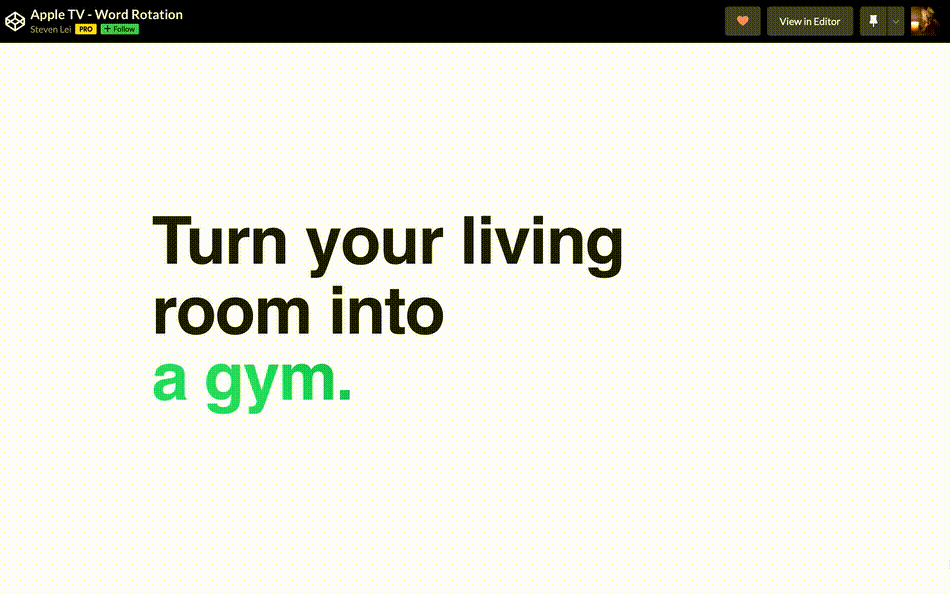 Apple TV - Word Rotation
Steven Lei PRO + Follow
View in Editor
Turn your living
room into
a gym.